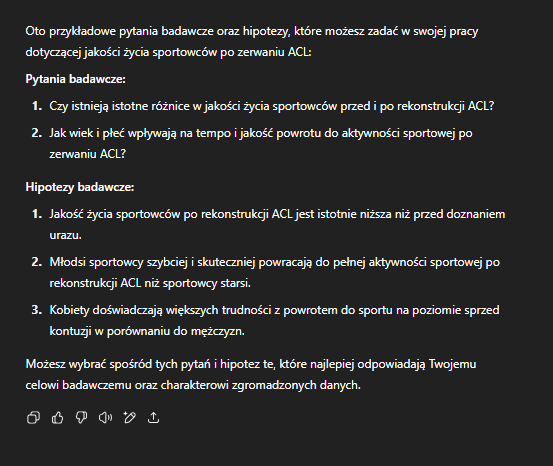 Oto przykładowe pytania badawcze oraz hipotezy, które możesz zadać w swojej pracy
dotyczącej jakości życia sportowców po zerwaniu ACL:
Pytania badawcze:
1. Czy istnieją istotne różnice w jakości życia sportowców przed i po rekonstrukcji ACL?
2. Jak wiek i płeć wpływają na tempo i jakość powrotu do aktywności sportowej po
zerwaniu ACL?
Hipotezy badawcze:
1. Jakość życia sportowców po rekonstrukcji ACL jest istotnie niższa niż przed doznaniem
urazu.
2. Młodsi sportowcy szybciej i skuteczniej powracają do pełnej aktywności sportowej po
rekonstrukcji ACL niż sportowcy starsi.
3. Kobiety doświadczają większych trudności z powrotem do sportu na poziomie sprzed
kontuzji w porównaniu do mężczyzn.
Możesz wybrać spośród tych pytań i hipotez te, które najlepiej odpowiadają Twojemu
celowi badawczemu oraz charakterowi zgromadzonych danych.